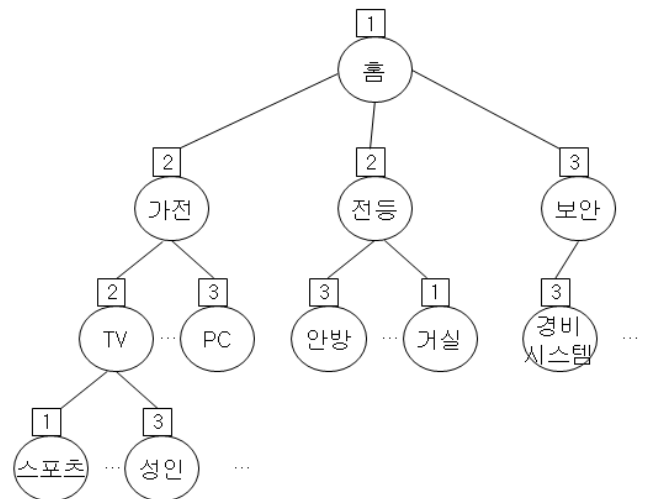 1
홈
2 2 3
가전 전등 보안
2 3 3 1 3
TV … PC 안방 … 거실 경비
시스템 …
1 3
스포츠 … 성인 …